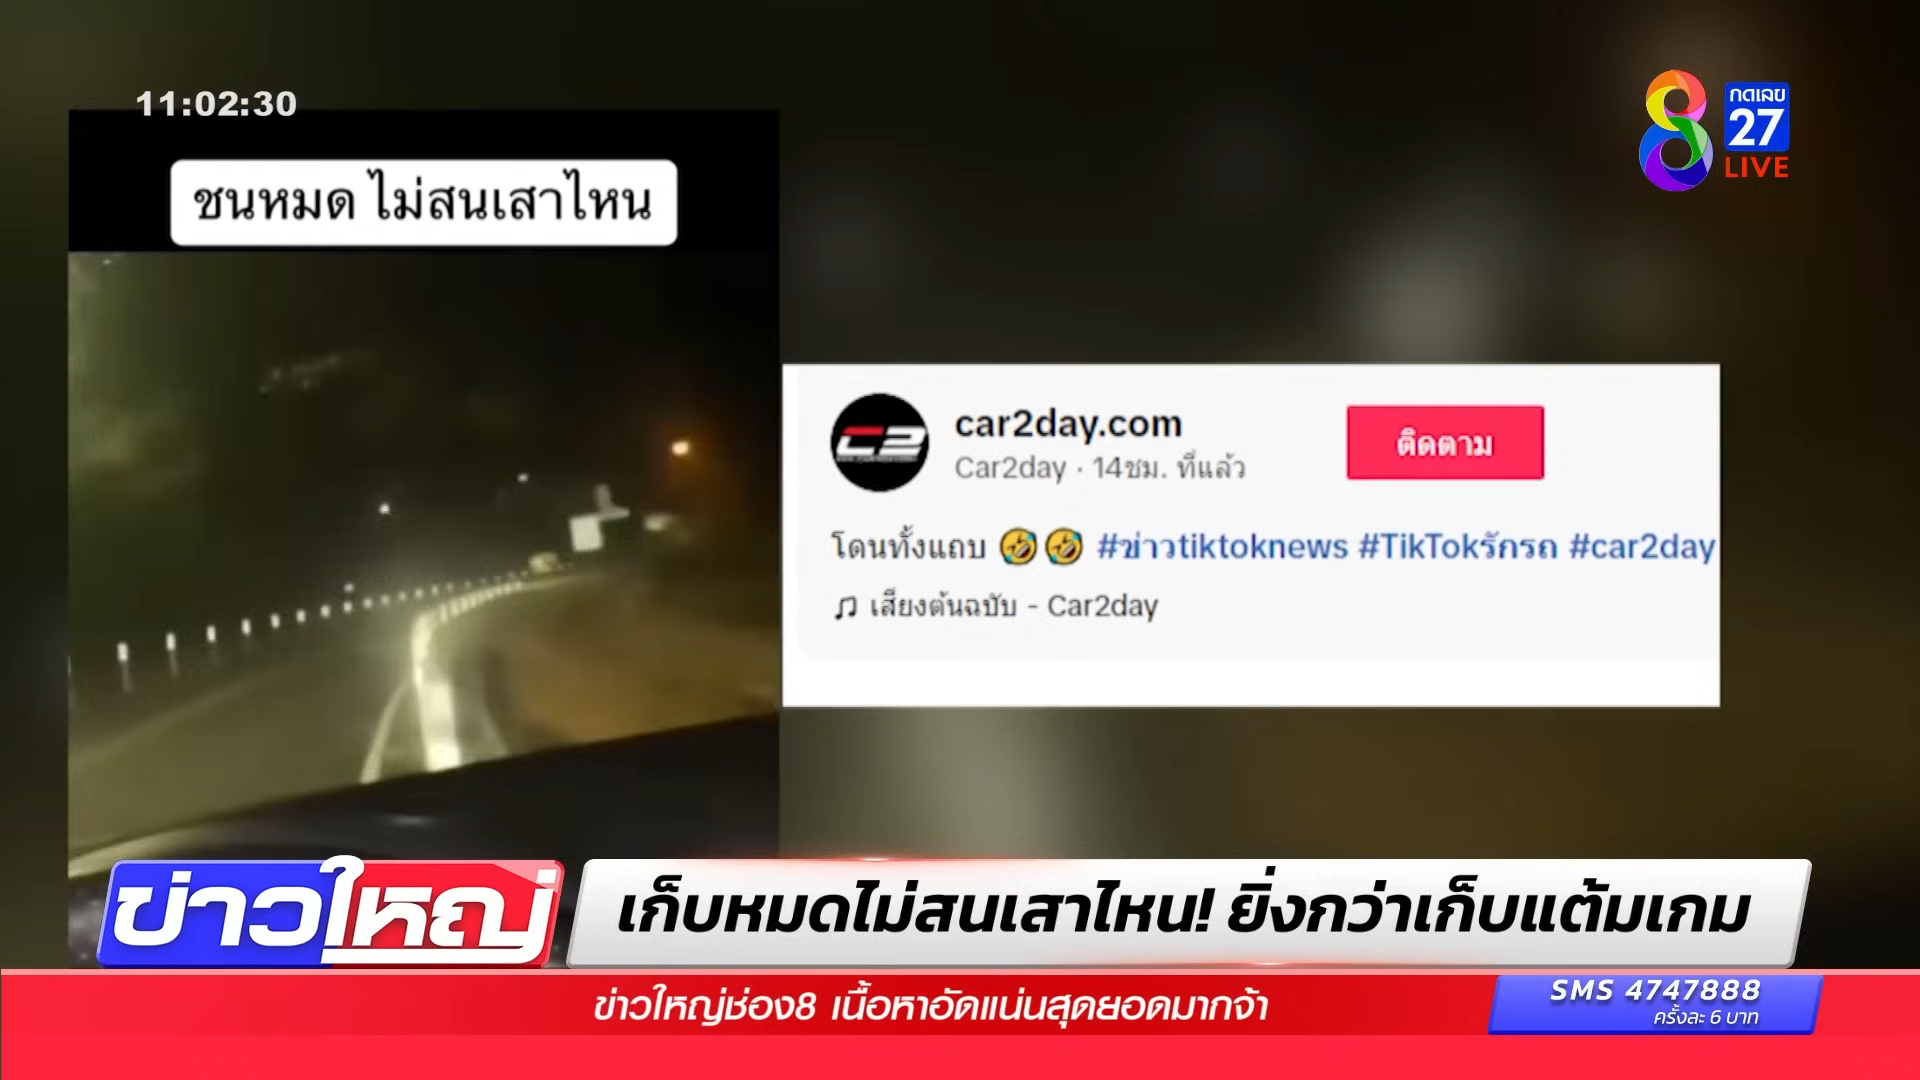 11:02:30
กดเลข
27
LIVE
ชนหมด ไม่สนเสาไหน
car2day.com
Car2day · 14ชม. ที่แล้ว
ติดตาม
โดนทั้งแถบ 🤣🤣 #ข่าวtiktoknews #TikTokรักรถ #car2day
♫ เสียงต้นฉบับ - Car2day
ข่าวใหญ่
เก็บหมดไม่สนเสาไหน! ยิ่งกว่าเก็บแต้มเกม
ข่าวใหญ่ช่อง8 เนื้อหาอัดแน่นสุดยอดมากจ้า
SMS 4747888
ครั้งละ 6 บาท